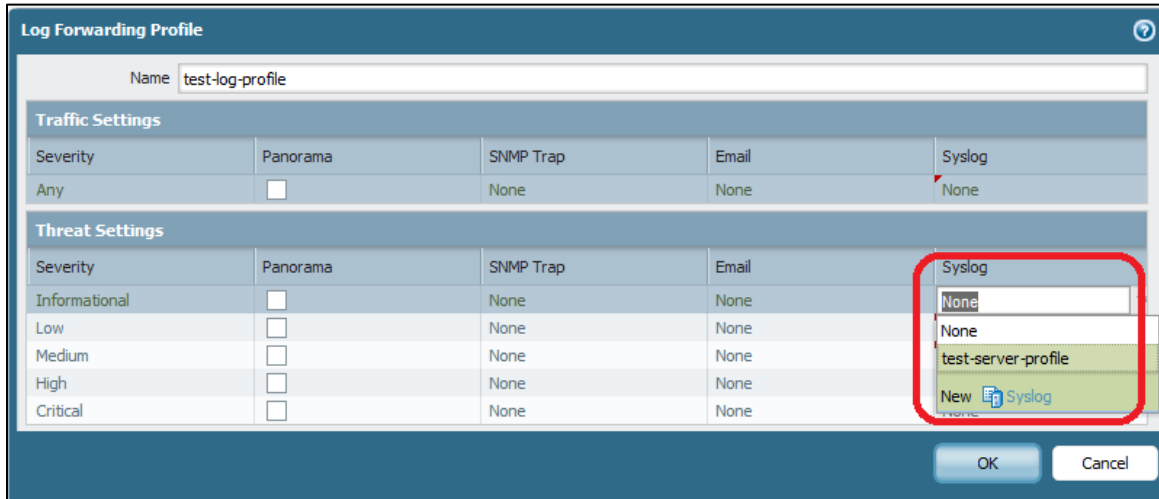 Log Forwarding Profile
Name test-log-profile
Traffic Settings
Severity Panorama SNMP Trap Email Syslog
Any None None None
Threat Settings
Severity Panorama SNMP Trap Email Syslog
Informational None None None
Low None None None
Medium None None test-server-profile
High None None
New Syslog
Critical None None None
OK Cancel